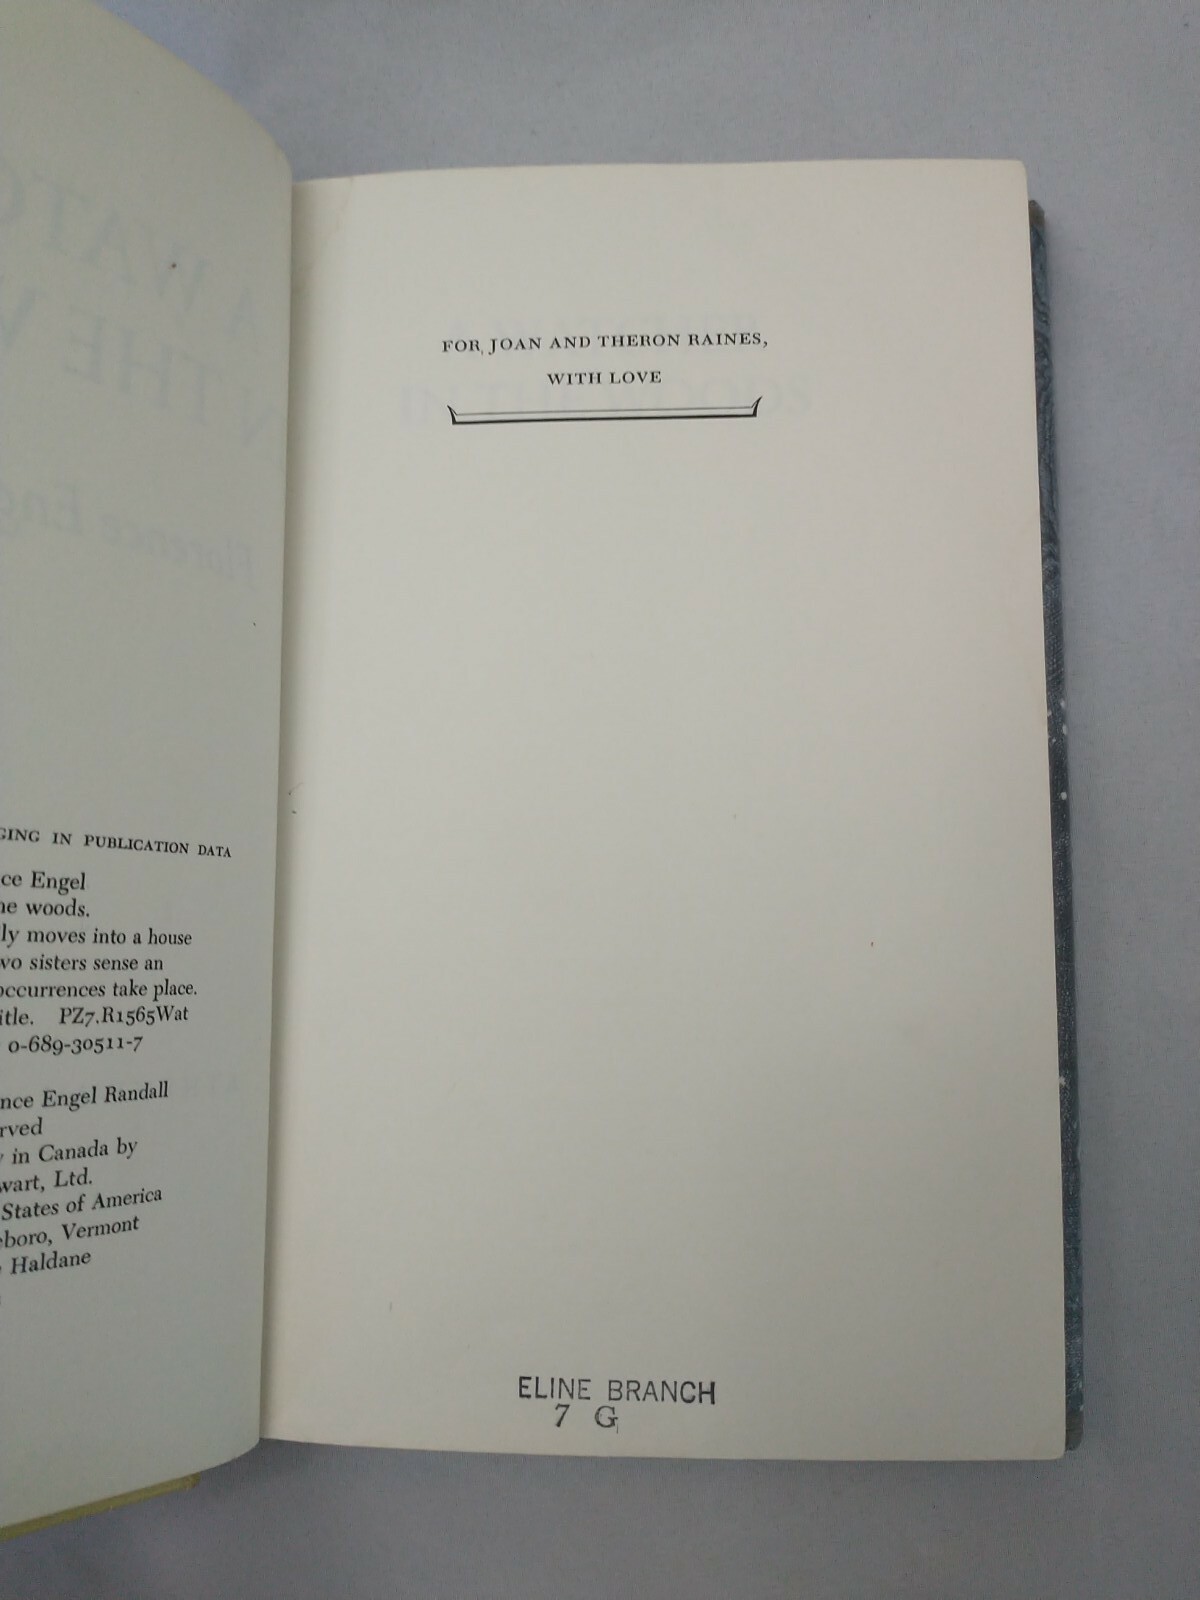 GING IN PUBLICATION DATA
ce Engel
he woods.
ly moves into a house
wo sisters sense an
occurrences take place.
itle. PZ7.R1565Wat
0-689-30511-7
nce Engel Randall
rved
y in Canada by
wart, Ltd.
States of America
eboro, Vermont
Haldane
FOR JOAN AND THERON RAINES,
WITH LOVE
ELINE BRANCH
7 G